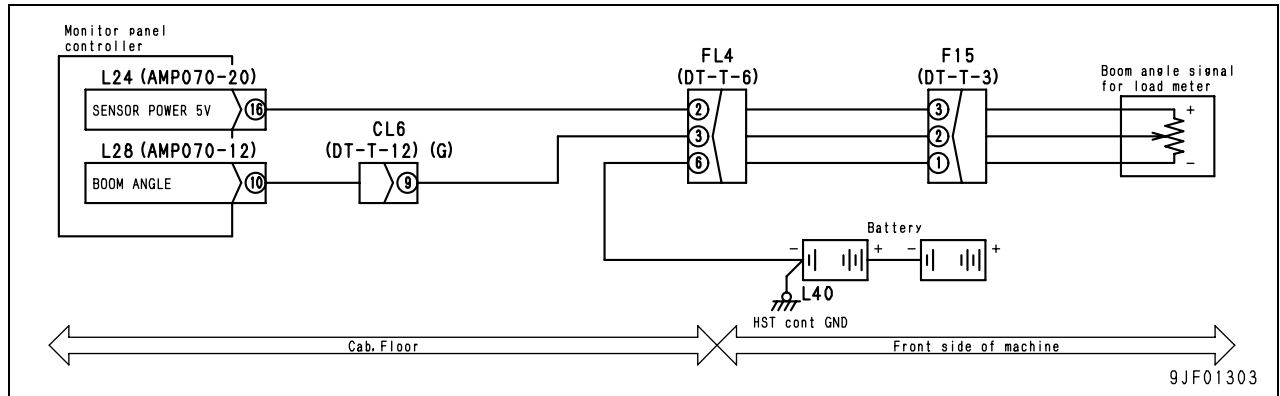 Monitor panel
controller
L24 (AMP070-20)
SENSOR POWER 5V
16
L28 (AMP070-12)
BOOM ANGLE
10
CL6
(DT-T-12) (G)
9
FL4
(DT-T-6)
2
3
6
F15
(DT-T-3)
3
2
1
Boom angle signal
for load meter
+
-
Battery
- + - +
L40
HST cont GND
Cab. Floor
Front side of machine
9JF01303